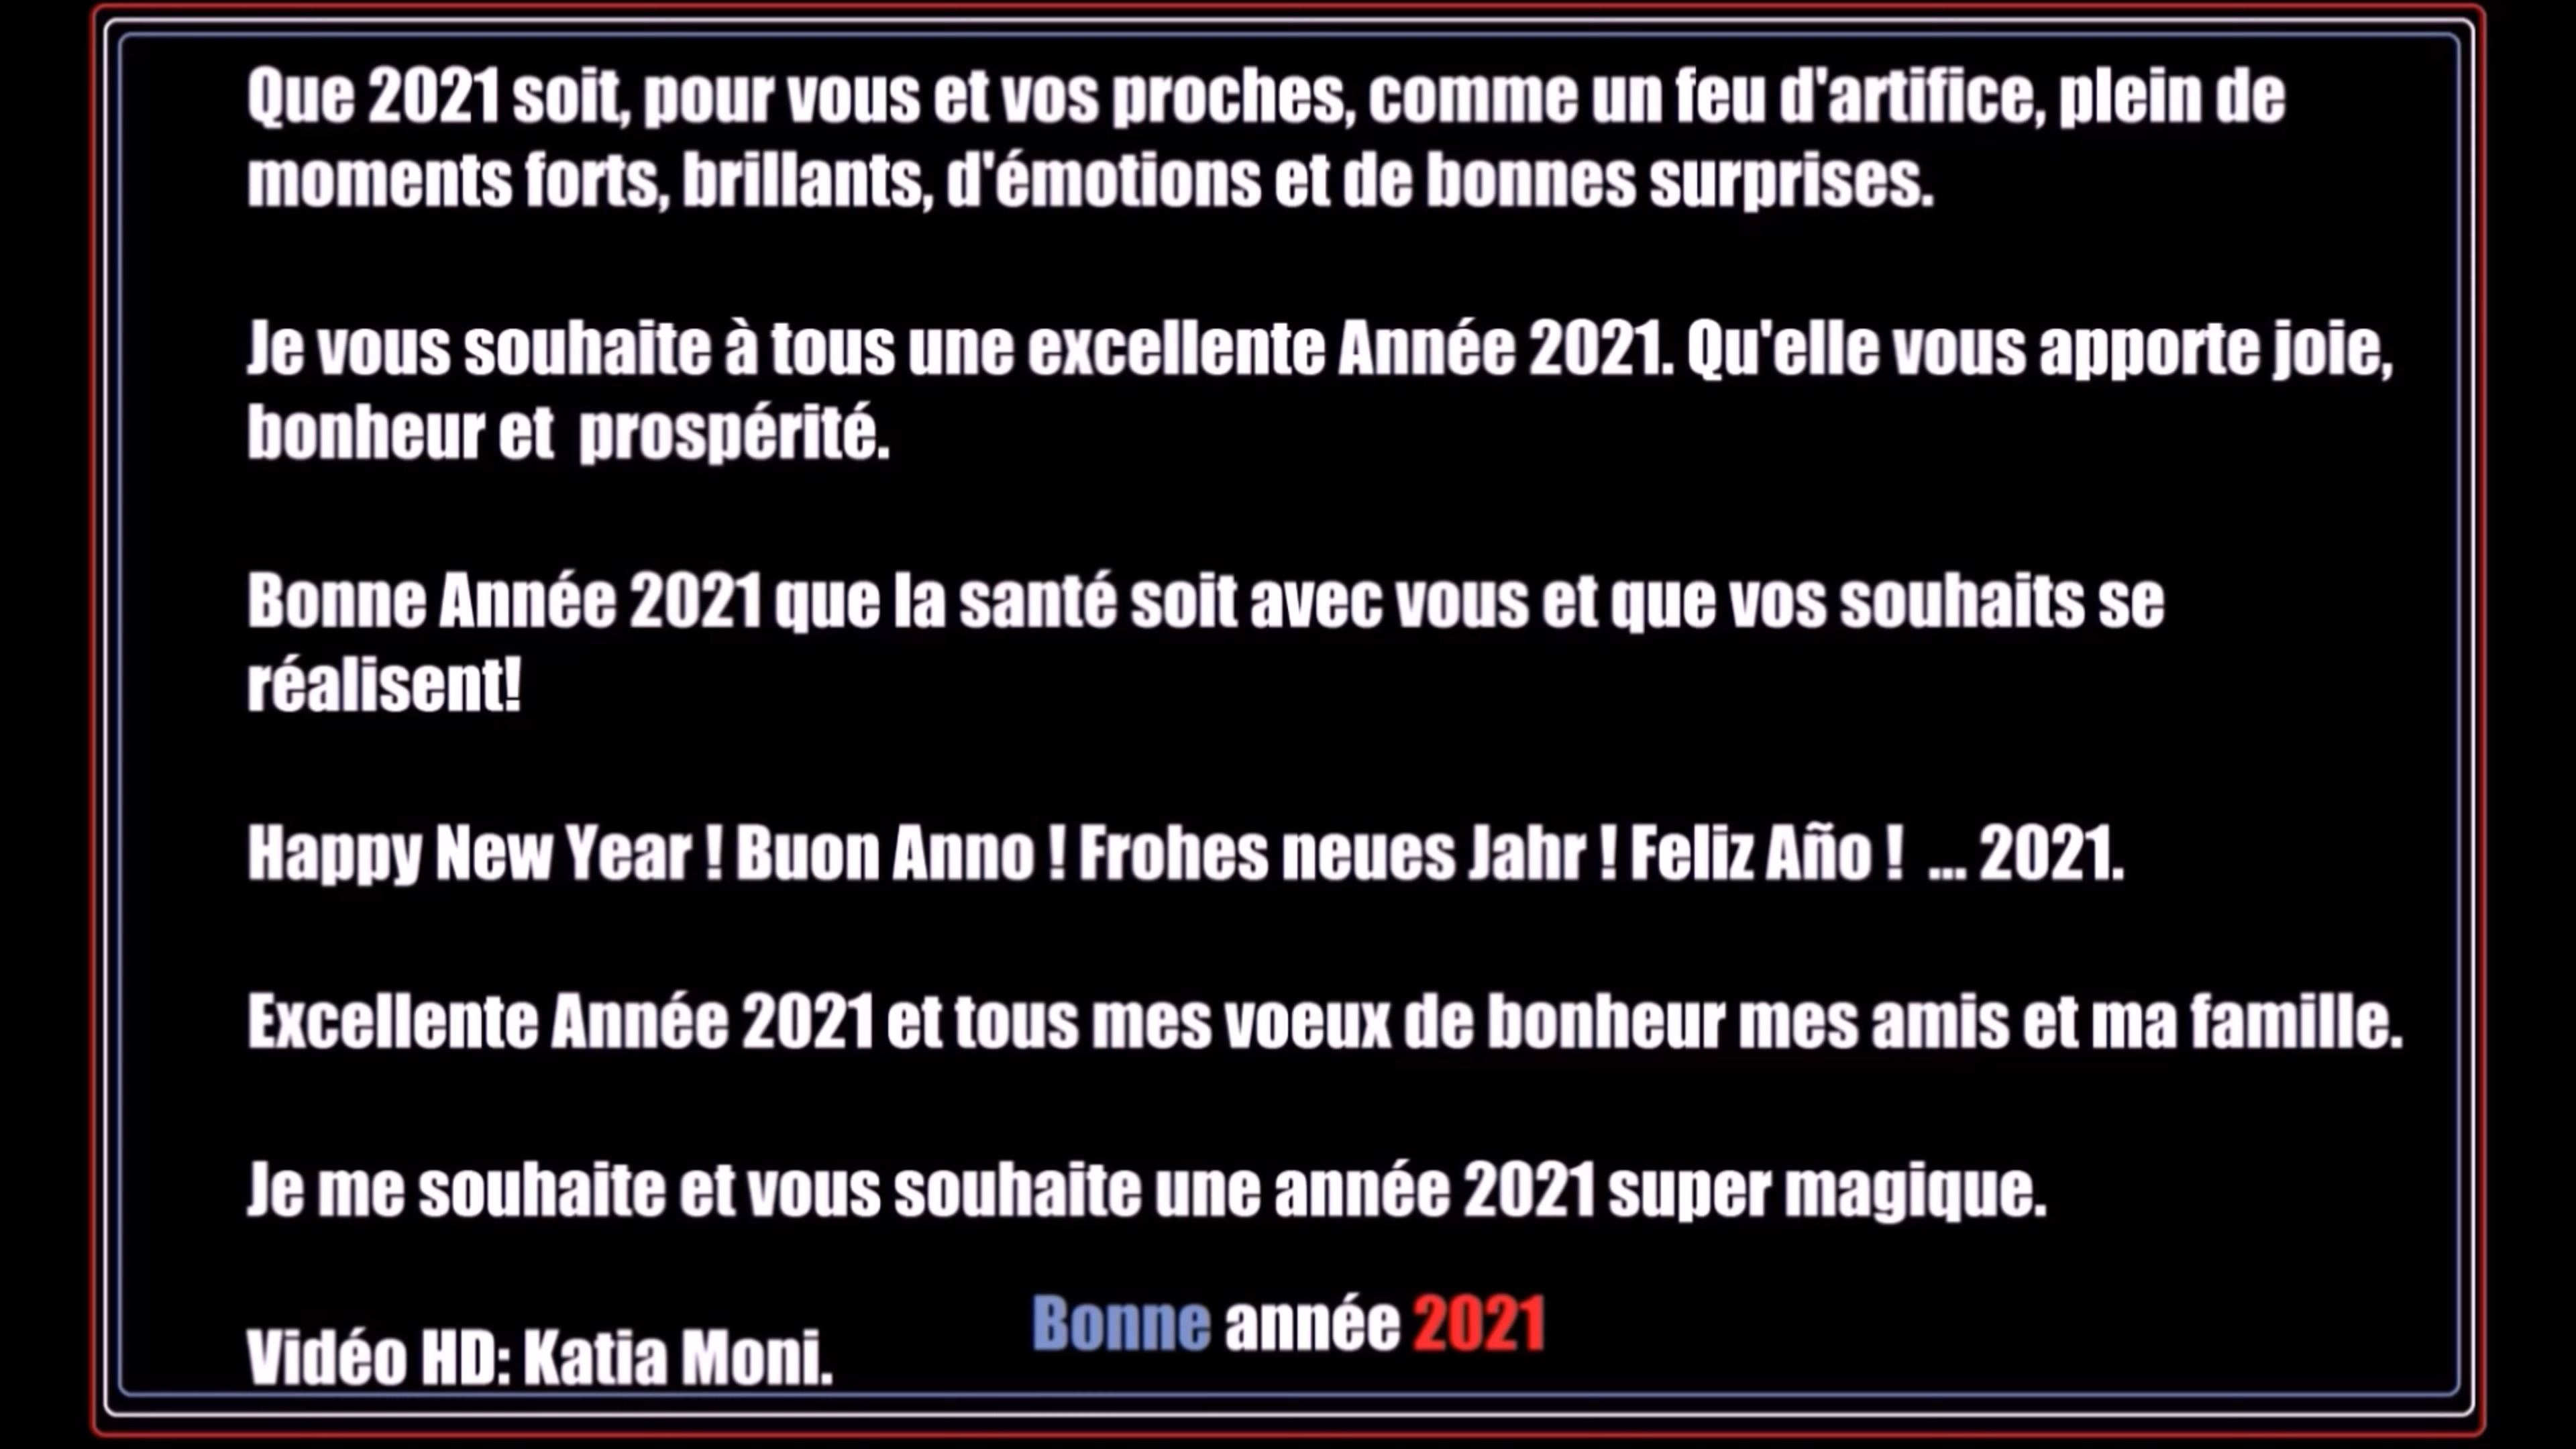 Que 2021 soit, pour vous et vos proches, comme un feu d'artifice, plein de
moments forts, brillants, d'émotions et de bonnes surprises.
Je vous souhaite à tous une excellente Année 2021. Qu'elle vous apporte joie,
bonheur et  prospérité.
Bonne Année 2021 que la santé soit avec vous et que vos souhaits se
réalisent!
Happy New Year ! Buon Anno ! Frohes neues Jahr ! Feliz Año !  ... 2021.
Excellente Année 2021 et tous mes voeux de bonheur mes amis et ma famille.
Je me souhaite et vous souhaite une année 2021 super magique.
Bonne année 2021
Vidéo HD: Katia Moni.